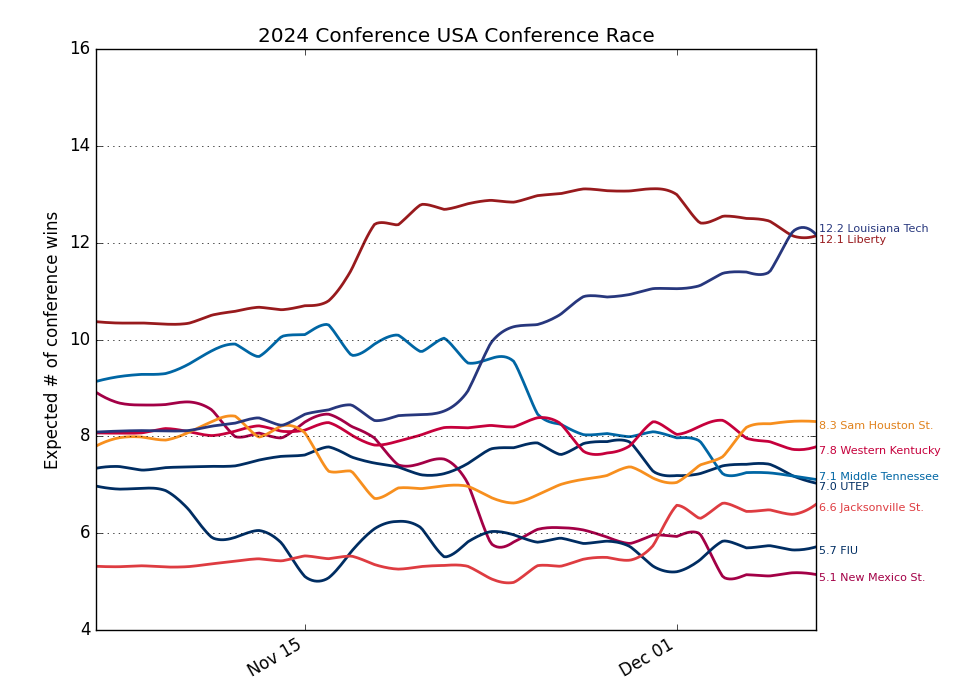 2024 Conference USA Conference Race
Expected # of conference wins
16
14
12
10
8
6
4
Nov 15
Dec 01
12.2 Louisiana Tech
12.1 Liberty
8.3 Sam Houston St.
7.8 Western Kentucky
7.1 Middle Tennessee
7.0 UTEP
6.6 Jacksonville St.
5.7 FIU
5.1 New Mexico St.